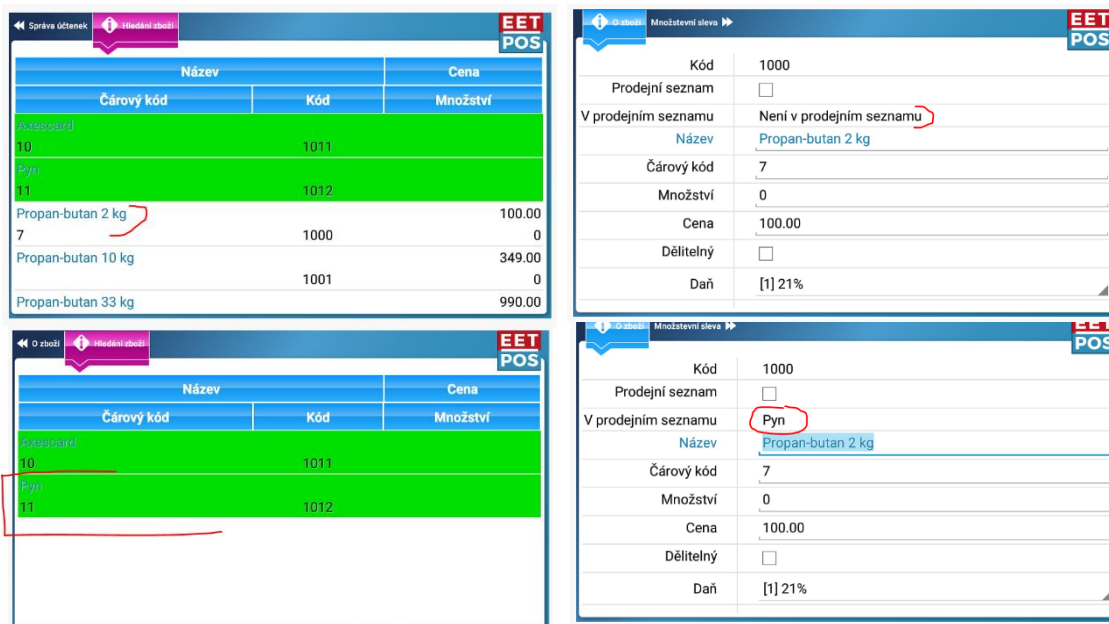 Správa účtenek
Hledání zboží
EET
POS
Název
Cena
Čárový kód
Kód
Množství
Axescard
10
1011
Pyn
11
1012
Propan-butan 2 kg
100.00
7
1000
0
Propan-butan 10 kg
349.00
1001
0
Propan-butan 33 kg
990.00
O zboží
Množstevní sleva
EET
POS
Kód
1000
Prodejní seznam
V prodejním seznamu
Není v prodejním seznamu
Název
Propan-butan 2 kg
Čárový kód
7
Množství
0
Cena
100.00
Dělitelný
Daň
[1] 21%
O zboží
Hledání zboží
EET
POS
Název
Cena
Čárový kód
Kód
Množství
Axescard
10
1011
Pyn
11
1012
O zboží
Množstevní sleva
EET
POS
Kód
1000
Prodejní seznam
V prodejním seznamu
Pyn
Název
Propan-butan 2 kg
Čárový kód
7
Množství
0
Cena
100.00
Dělitelný
Daň
[1] 21%